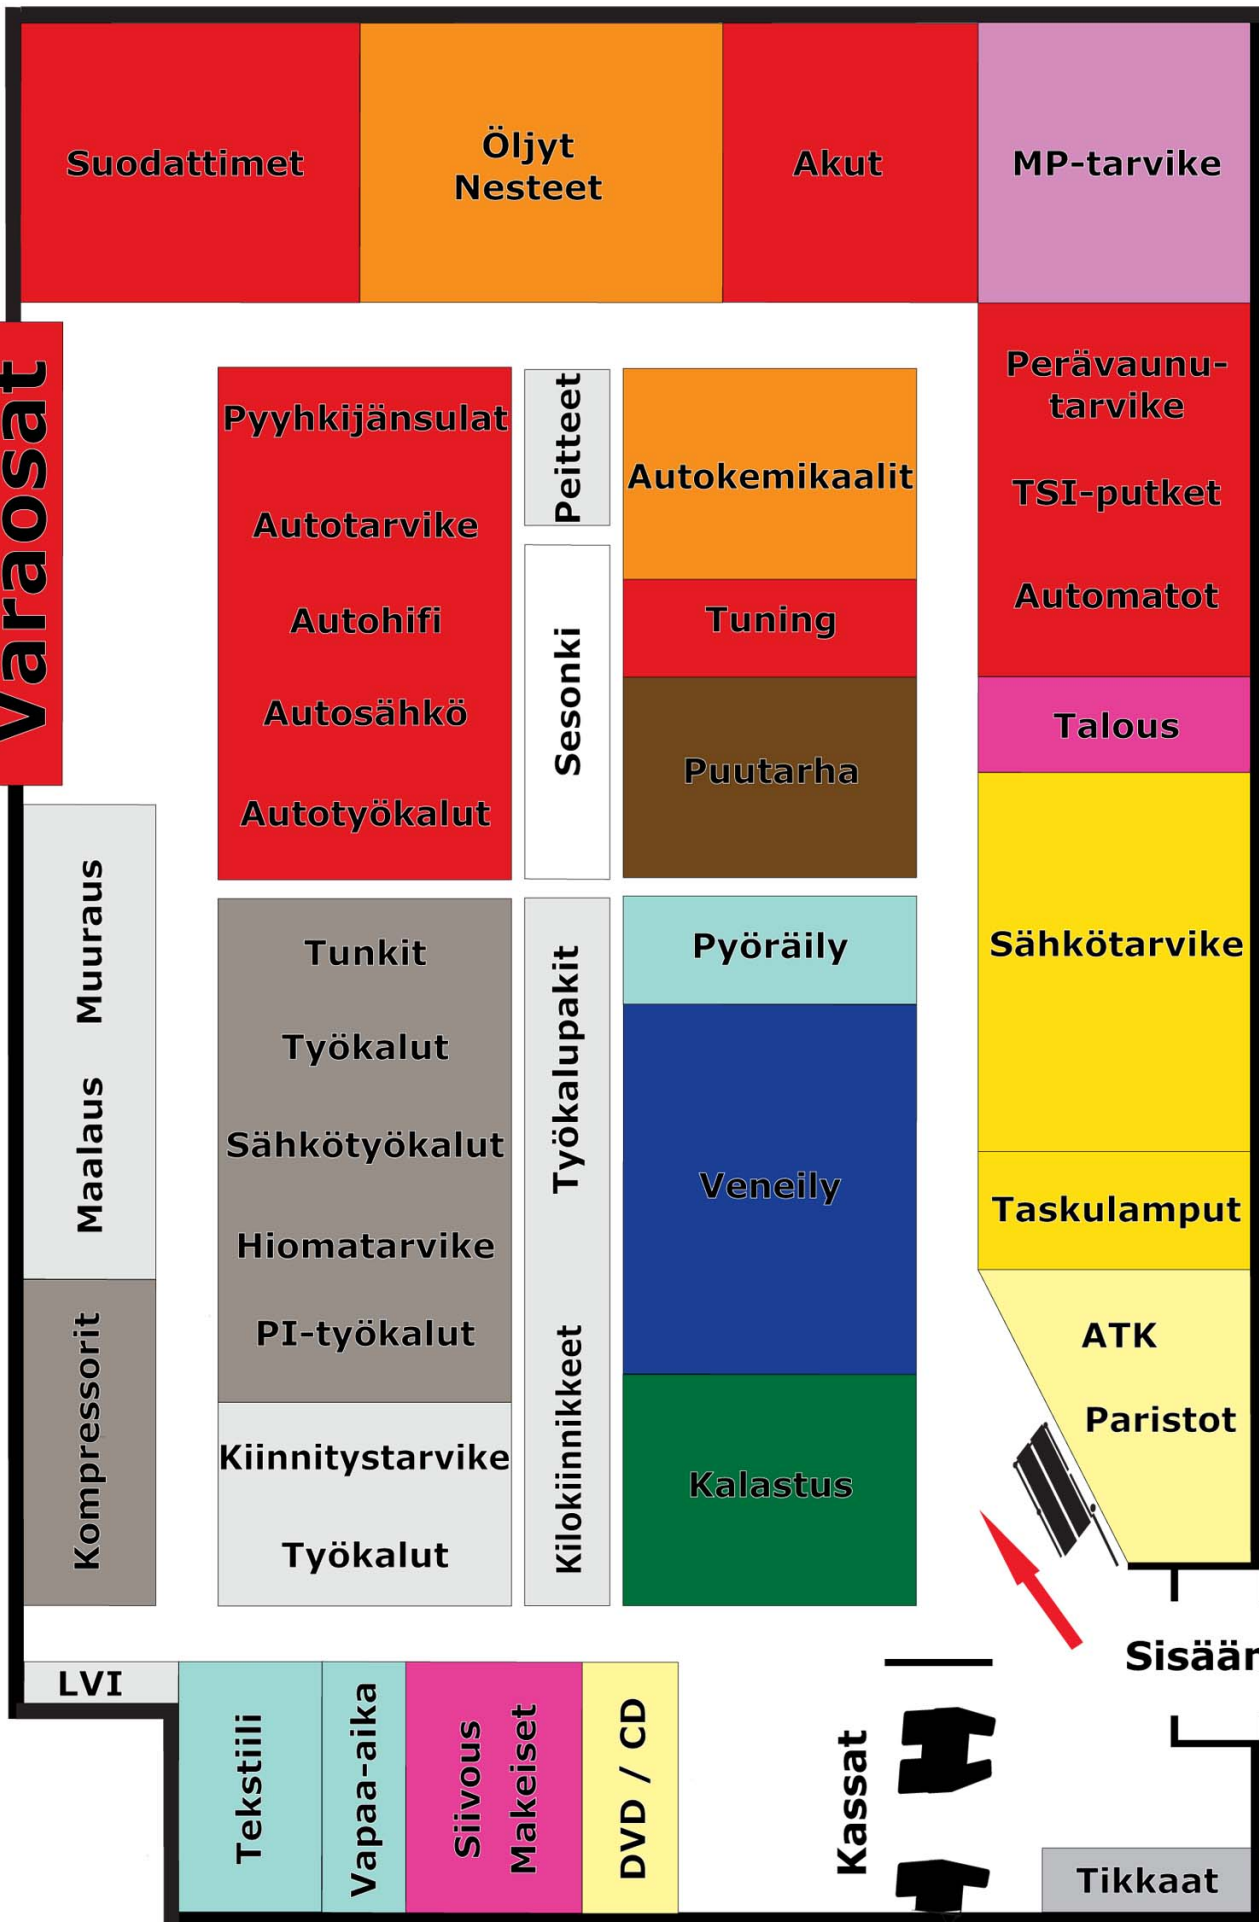 Suodattimet
Öljyt
Nesteet
Akut
MP-tarvike
Varaosat
Pyyhkijänsulat
Autotarvike
Autohifi
Autosähkö
Autotyökalut
Peitteet
Sesonki
Autokemikaalit
Tuning
Puutarha
Perävaunu-
tarvike
TSI-putket
Automatot
Talous
Sähkötarvike
Taskulamput
ATK
Paristot
Muuraus
Maalaus
Kompressorit
Tunkit
Työkalut
Sähkötyökalut
Hiomatarvike
PI-työkalut
Kiinnitystarvike
Työkalut
Työkalupakit
Kilokiinnikkeet
Pyöräily
Veneily
Kalastus
Sisään
LVI
Tekstiili
Vapaa-aika
Siivous
Makeiset
DVD / CD
Kassat
Tikkaat